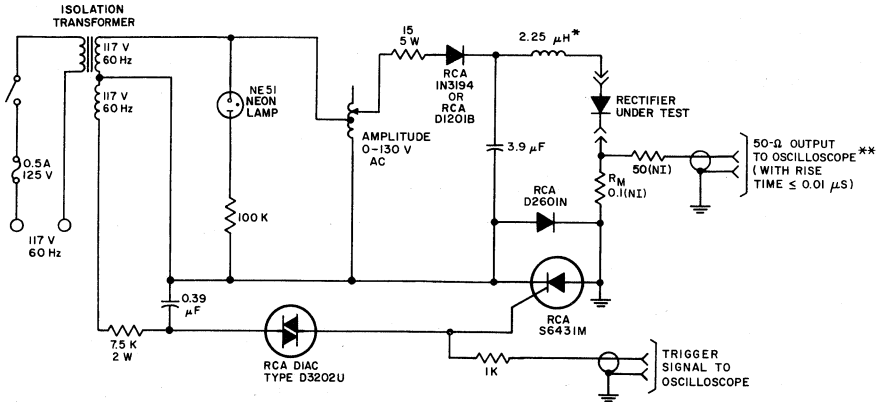 ISOLATION
TRANSFORMER
117 V
60 Hz
117 V
60 Hz
0.5A
125 V
117 V
60 Hz
NE51
NEON
LAMP
100 K
AMPLITUDE
0-130 V
AC
15
5 W
RCA
1N3194
OR
RCA
D1201B
2.25 μH*
RECTIFIER
UNDER TEST
3.9 μF
50(NI)
RM
0.1(NI)
50-Ω OUTPUT
TO OSCILLOSCOPE**
(WITH RISE
TIME ≤ 0.01 μS)
RCA
D2601N
RCA
S6431M
0.39
μF
7.5 K
2 W
RCA DIAC
TYPE D3202U
1K
TRIGGER
SIGNAL TO
OSCILLOSCOPE